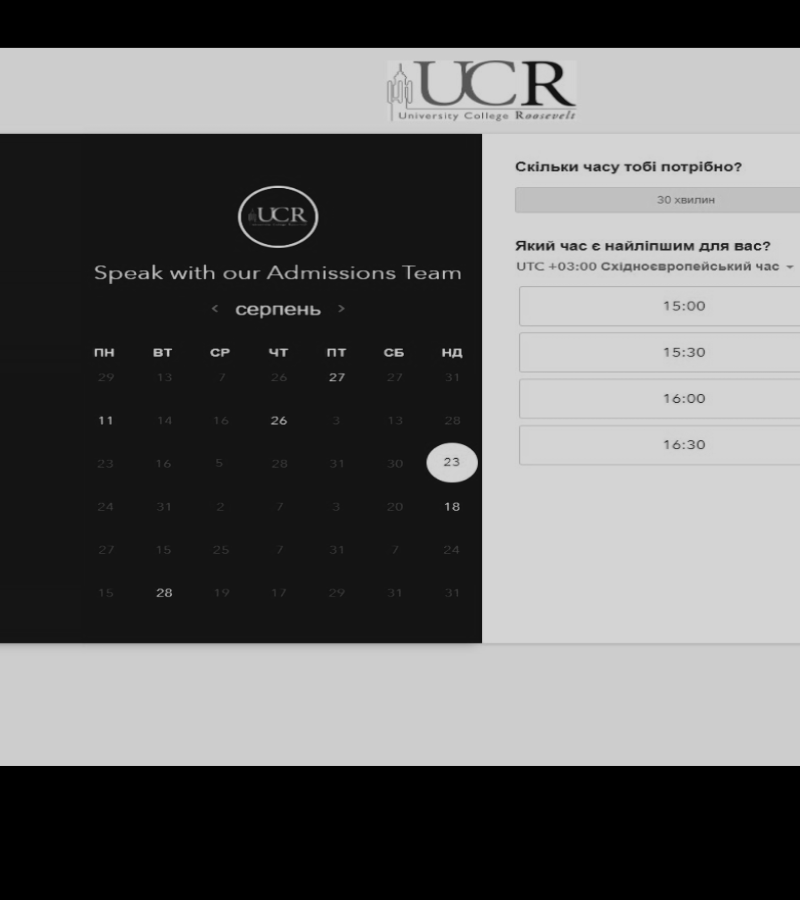 UCR
University College Roosevelt
UCR
Speak with our Admissions Team
< серпень >
ПН ВТ СР ЧТ ПТ СБ НД
29 13 7 26 27 27 31
11 14 16 26 3 13 28
23 16 5 28 31 30 23
24 31 2 7 3 20 18
27 15 25 7 31 7 24
15 28 19 17 29 31 31
Скільки часу тобі потрібно?
30 хвилин
Який час є найліпшим для вас?
UTC +03:00 Східноєвропейський час
15:00
15:30
16:00
16:30